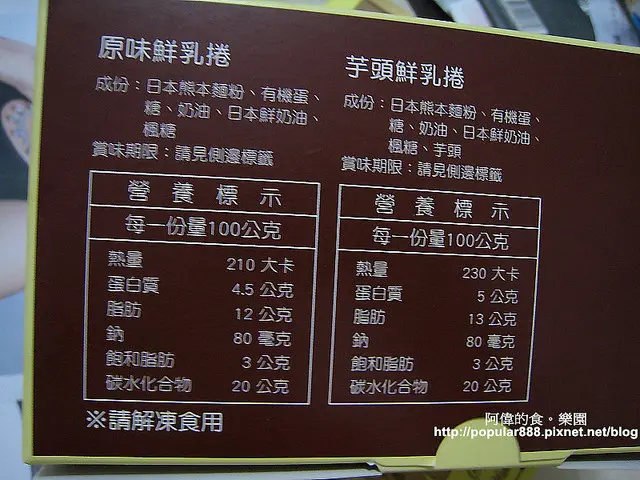 原味鮮乳捲
成份：日本熊本麵粉、有機蛋、
糖、奶油、日本鮮奶油、
楓糖
賞味期限：請見側邊標籤
營養標示
每一份量100公克
熱量 210 大卡
蛋白質 4.5 公克
脂肪 12 公克
鈉 80 毫克
飽和脂肪 3 公克
碳水化合物 20 公克
※請解凍食用
芋頭鮮乳捲
成份：日本熊本麵粉、有機蛋、
糖、奶油、日本鮮奶油、
楓糖、芋頭
賞味期限：請見側邊標籤
營養標示
每一份量100公克
熱量 230 大卡
蛋白質 5 公克
脂肪 13 公克
鈉 80 毫克
飽和脂肪 3 公克
碳水化合物 20 公克
阿偉的食。樂園
http://popular888.pixnet.net/blog